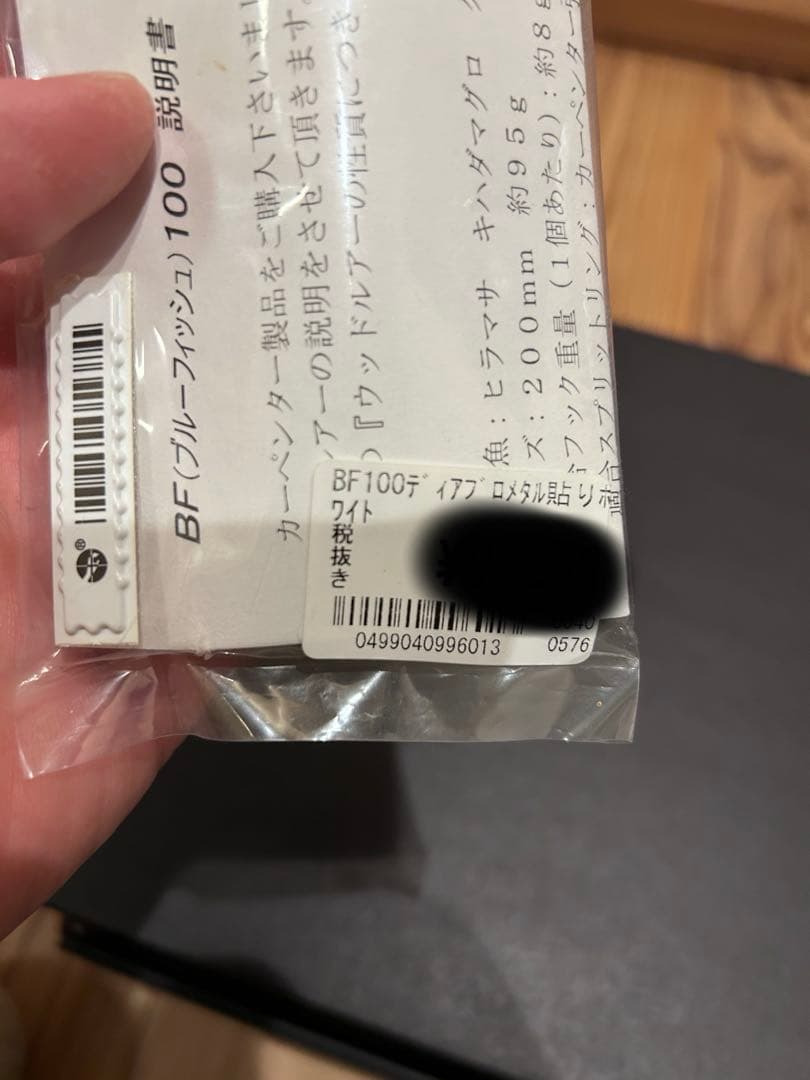 BF(ブルーフィッシュ)100 説明書
カーペンター製品をご購入下さいまし
アーの説明をさせて頂きます。
『ウッドルアーの性質につき
魚：ヒラマサ キハダマグロ
ズ：２００mm 約９５g
フック重量（１個あたり）：約８g
適合スプリットリング：カーペンター
BF100ﾃﾞｨｱﾌﾞﾛﾒﾀﾙ貼り
ﾜｲﾄ
税
抜
き
0499040996013
0576